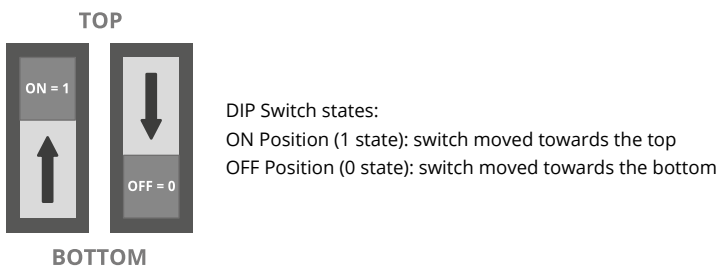 TOP
ON = 1
OFF = 0
BOTTOM
DIP Switch states:
ON Position (1 state): switch moved towards the top
OFF Position (0 state): switch moved towards the bottom